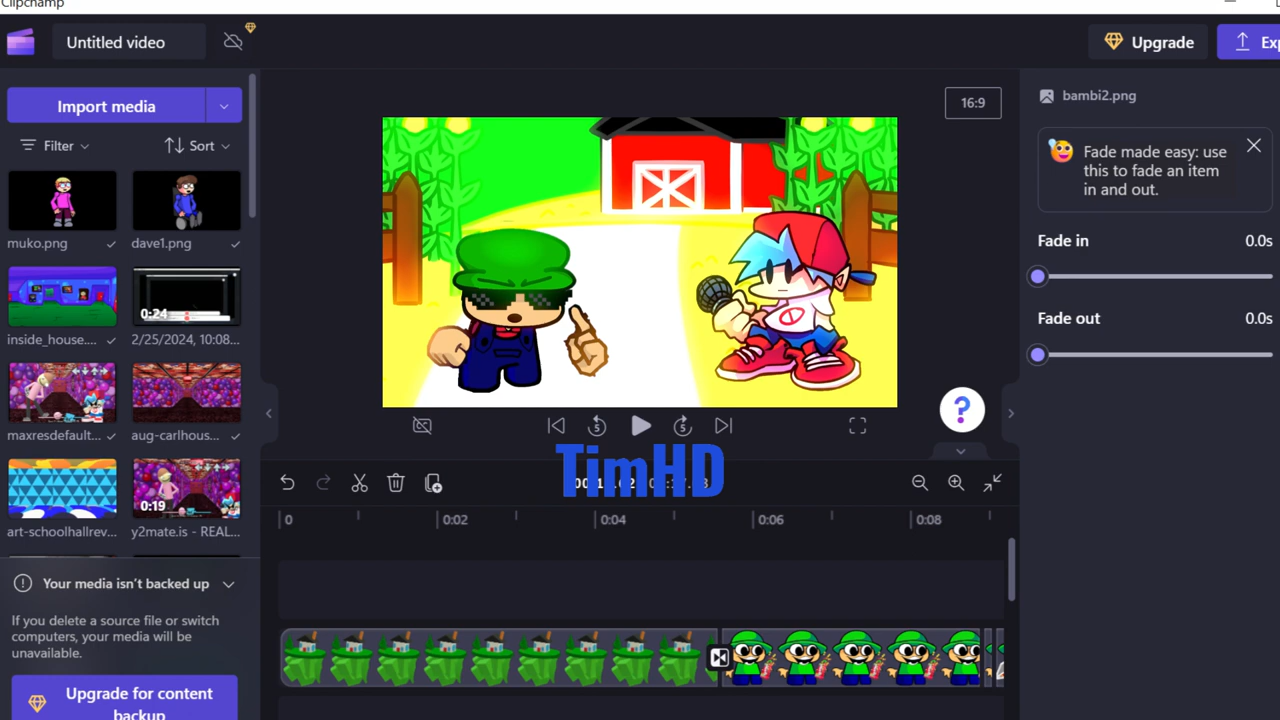 Clipchamp
Untitled video
Upgrade
Import media
16:9
bambi2.png
Filter
Sort
Fade made easy: use
this to fade an item
in and out.
muko.png
dave1.png
Fade in
0.0s
0:24
Fade out
0.0s
inside_house....
2/25/2024, 10:08...
maxresdefault...
aug-carlhous...
?
5
5
TimHD
0:19
art-schoolhallrev...
y2mate.is - REAL...
0
0:02
0:04
0:06
0:08
Your media isn't backed up
If you delete a source file or switch
computers, your media will be
unavailable.
Upgrade for content
backup